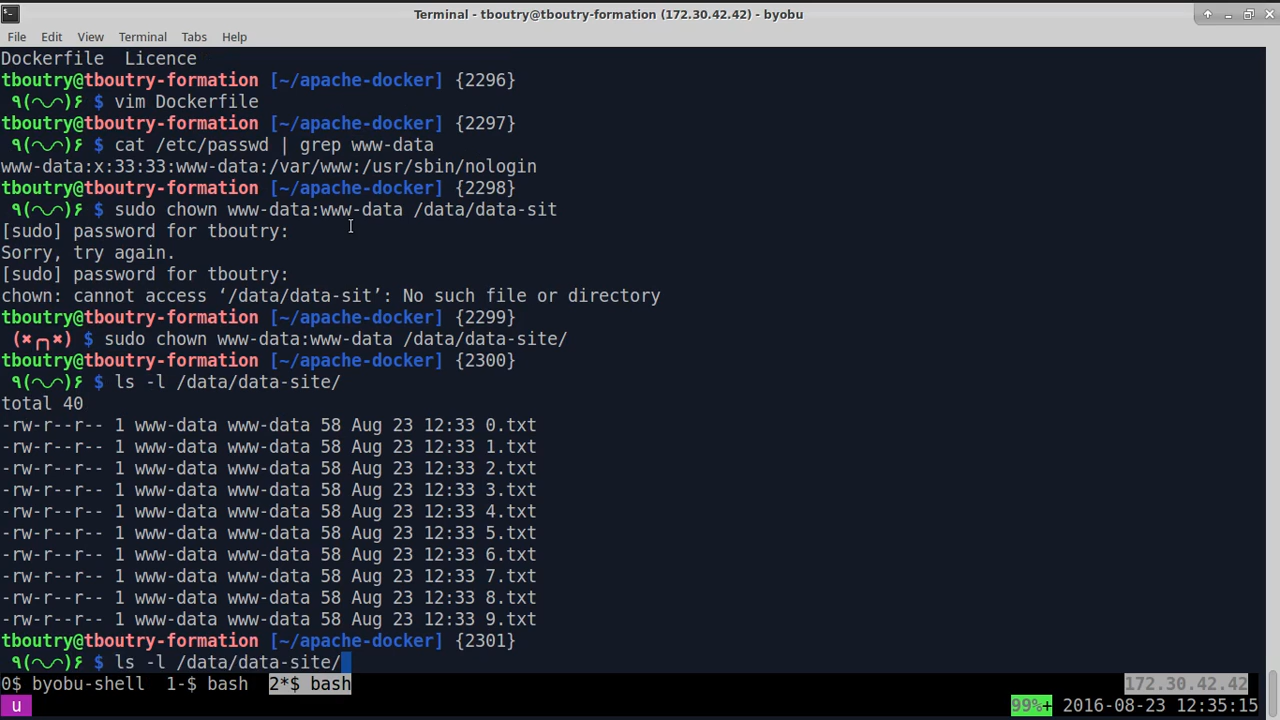 Terminal - tboutry@tboutry-formation (172.30.42.42) - byobu
File Edit View Terminal Tabs Help
Dockerfile  Licence
tboutry@tboutry-formation [~/apache-docker] {2296}
٩(◠‿◠)۶ $ vim Dockerfile
tboutry@tboutry-formation [~/apache-docker] {2297}
٩(◠‿◠)۶ $ cat /etc/passwd | grep www-data
www-data:x:33:33:www-data:/var/www:/usr/sbin/nologin
tboutry@tboutry-formation [~/apache-docker] {2298}
٩(◠‿◠)۶ $ sudo chown www-data:www-data /data/data-sit
[sudo] password for tboutry:
Sorry, try again.
[sudo] password for tboutry:
chown: cannot access ‘/data/data-sit’: No such file or directory
tboutry@tboutry-formation [~/apache-docker] {2299}
(✖╭╮✖) $ sudo chown www-data:www-data /data/data-site/
tboutry@tboutry-formation [~/apache-docker] {2300}
٩(◠‿◠)۶ $ ls -l /data/data-site/
total 40
-rw-r--r-- 1 www-data www-data 58 Aug 23 12:33 0.txt
-rw-r--r-- 1 www-data www-data 58 Aug 23 12:33 1.txt
-rw-r--r-- 1 www-data www-data 58 Aug 23 12:33 2.txt
-rw-r--r-- 1 www-data www-data 58 Aug 23 12:33 3.txt
-rw-r--r-- 1 www-data www-data 58 Aug 23 12:33 4.txt
-rw-r--r-- 1 www-data www-data 58 Aug 23 12:33 5.txt
-rw-r--r-- 1 www-data www-data 58 Aug 23 12:33 6.txt
-rw-r--r-- 1 www-data www-data 58 Aug 23 12:33 7.txt
-rw-r--r-- 1 www-data www-data 58 Aug 23 12:33 8.txt
-rw-r--r-- 1 www-data www-data 58 Aug 23 12:33 9.txt
tboutry@tboutry-formation [~/apache-docker] {2301}
٩(◠‿◠)۶ $ ls -l /data/data-site/
0$ byobu-shell  1-$ bash  2*$ bash 172.30.42.42
u 99%+ 2016-08-23 12:35:15